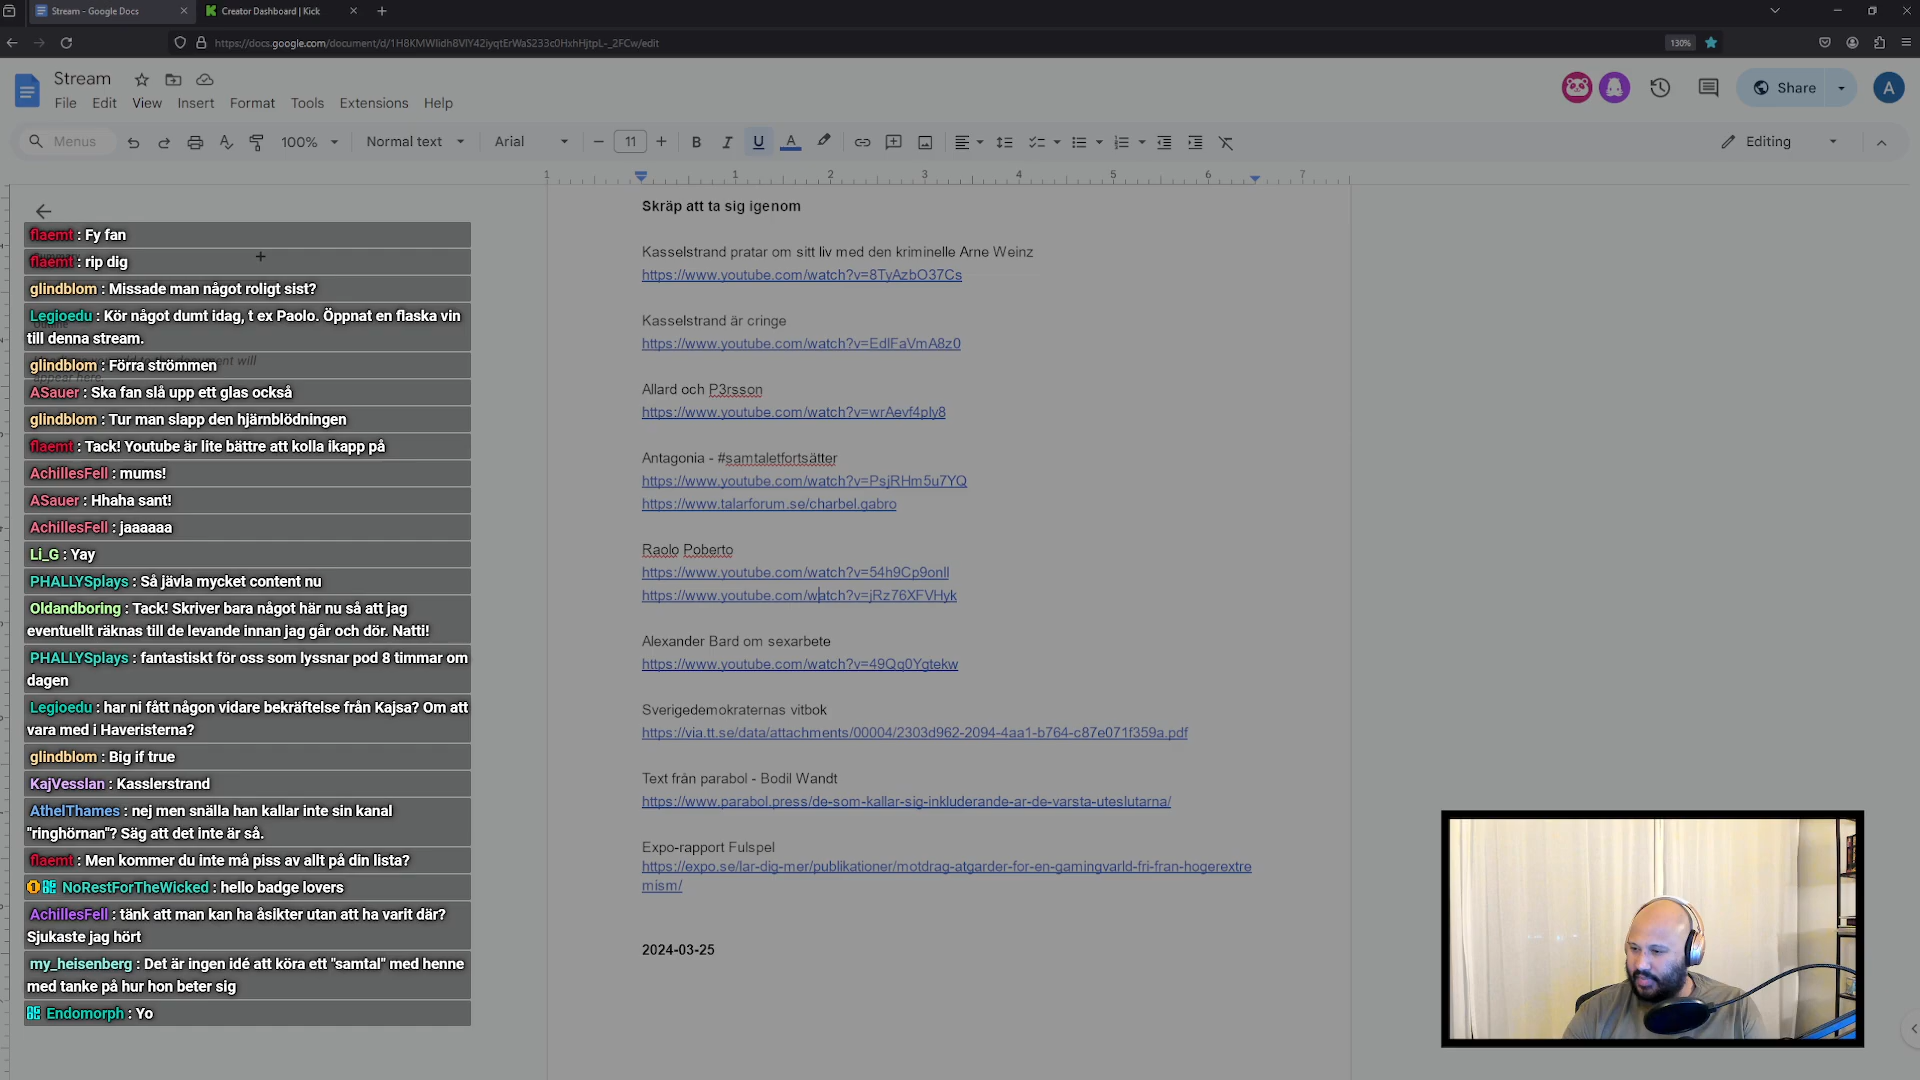 Stream - Google Docs
Creator Dashboard | Kick
130%
Stream
File Edit View Insert Format Tools Extensions Help
Share
A
Menus
100%
Normal text
Arial
11
Editing
1 1 2 3 4 5 6 7
flaemt : Fy fan
flaemt : rip dig
glindblom : Missade man något roligt sist?
Legioedu : Kör något dumt idag, t ex Paolo. Öppnat en flaska vin
till denna stream.
glindblom : Förra strömmen
ASauer : Ska fan slå upp ett glas också
glindblom : Tur man slapp den hjärnblödningen
flaemt : Tack! Youtube är lite bättre att kolla ikapp på
AchillesFell : mums!
ASauer : Hhaha sant!
AchillesFell : jaaaaaa
Li_G : Yay
PHALLYSplays : Så jävla mycket content nu
Oldandboring : Tack! Skriver bara något här nu så att jag
eventuellt räknas till de levande innan jag går och dör. Natti!
PHALLYSplays : fantastiskt för oss som lyssnar pod 8 timmar om
dagen
Legioedu : har ni fått någon vidare bekräftelse från Kajsa? Om att
vara med i Haveristerna?
glindblom : Big if true
KajVesslan : Kasslerstrand
AthelThames : nej men snälla han kallar inte sin kanal
"ringhörnan"? Säg att det inte är så.
flaemt : Men kommer du inte må piss av allt på din lista?
NoRestForTheWicked : hello badge lovers
AchillesFell : tänk att man kan ha åsikter utan att ha varit där?
Sjukaste jag hört
my_heisenberg : Det är ingen idé att köra ett "samtal" med henne
med tanke på hur hon beter sig
Endomorph : Yo
Skräp att ta sig igenom
Kasselstrand pratar om sitt liv med den kriminelle Arne Weinz
https://www.youtube.com/watch?v=8TyAzbO37Cs
Kasselstrand är cringe
https://www.youtube.com/watch?v=EdlFaVmA8z0
Allard och P3rsson
https://www.youtube.com/watch?v=wrAevf4ply8
Antagonia - #samtaletfortsätter
https://www.youtube.com/watch?v=PsjRHm5u7YQ
https://www.talarforum.se/charbel.gabro
Raolo Poberto
https://www.youtube.com/watch?v=54h9Cp9onlI
https://www.youtube.com/watch?v=jRz76XFVHyk
Alexander Bard om sexarbete
https://www.youtube.com/watch?v=49Qq0Ygtekw
Sverigedemokraternas vitbok
https://via.tt.se/data/attachments/00004/2303d962-2094-4aa1-b764-c87e071f359a.pdf
Text från parabol - Bodil Wandt
https://www.parabol.press/de-som-kallar-sig-inkluderande-ar-de-varsta-uteslutarna/
Expo-rapport Fulspel
https://expo.se/lar-dig-mer/publikationer/motdrag-atgarder-for-en-gamingvarld-fri-fran-hogerextre
mism/
2024-03-25